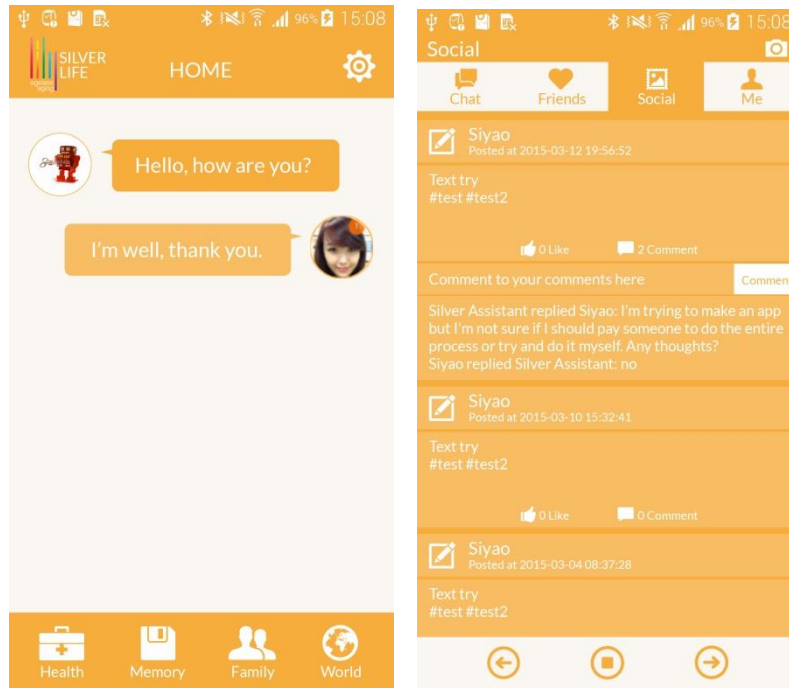 96% 15:08
SILVER
LIFE
HOME
Hello, how are you?
I'm well, thank you.
Health Memory Family World
96% 15:08
Social
Chat Friends Social Me
Siyao
Posted at 2015-03-12 19:56:52
Text try
#test #test2
0 Like 2 Comment
Comment to your comments here Commen
Silver Assistant replied Siyao: I'm trying to make an app
but I'm not sure if I should pay someone to do the entire
process or try and do it myself. Any thoughts?
Siyao replied Silver Assistant: no
Siyao
Posted at 2015-03-10 15:32:41
Text try
#test #test2
0 Like 0 Comment
Siyao
Posted at 2015-03-04 08:37:28
Text try
#test #test2